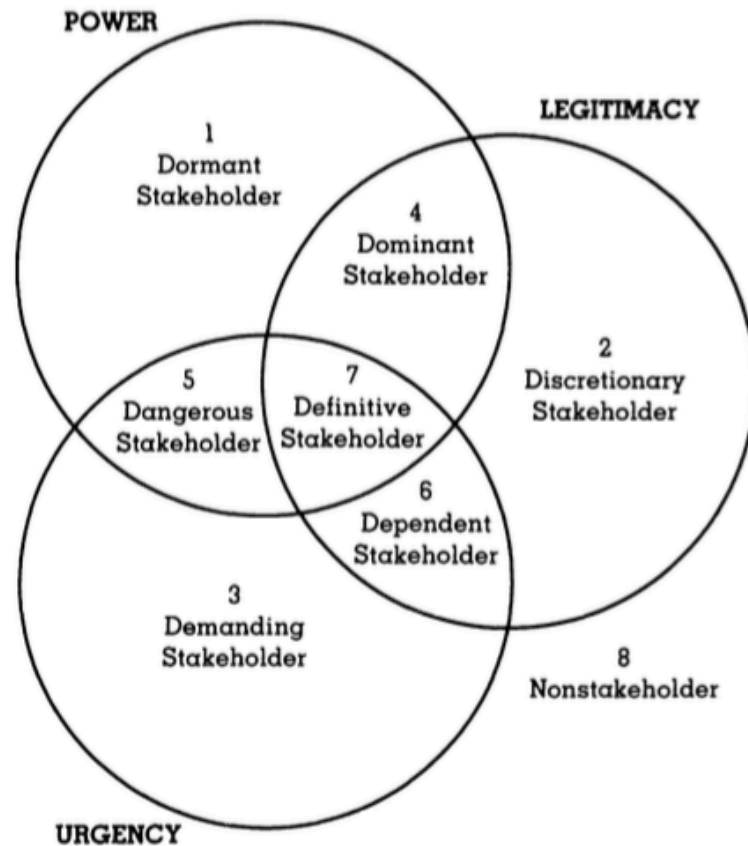 POWER
LEGITIMACY
1
Dormant
Stakeholder
4
Dominant
Stakeholder
2
Discretionary
Stakeholder
5
Dangerous
Stakeholder
7
Definitive
Stakeholder
6
Dependent
Stakeholder
3
Demanding
Stakeholder
8
Nonstakeholder
URGENCY